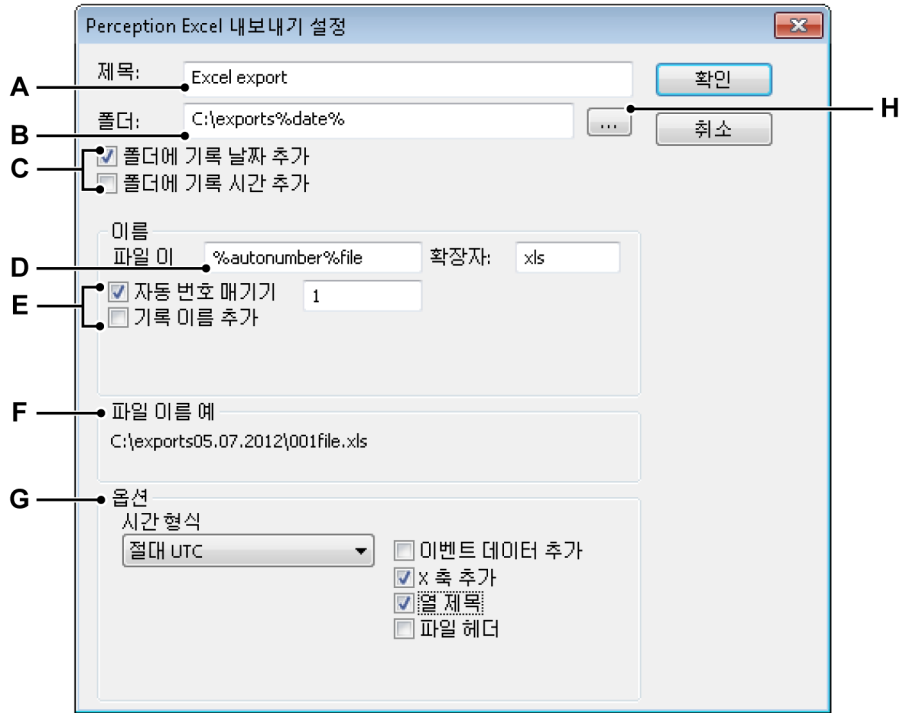 Perception Excel 내보내기 설정
A 제목: Excel export 확인
B 폴더: C:\exports%date% ... H
취소
C 폴더에 기록 날짜 추가
폴더에 기록 시간 추가
이름
D 파일 이 %autonumber%file 확장자: xls
E 자동 번호 매기기 1
기록 이름 추가
F 파일 이름 예
C:\exports05.07.2012\001file.xls
G 옵션
시간 형식
절대 UTC 이벤트 데이터 추가
X 축 추가
열 제목
파일 헤더